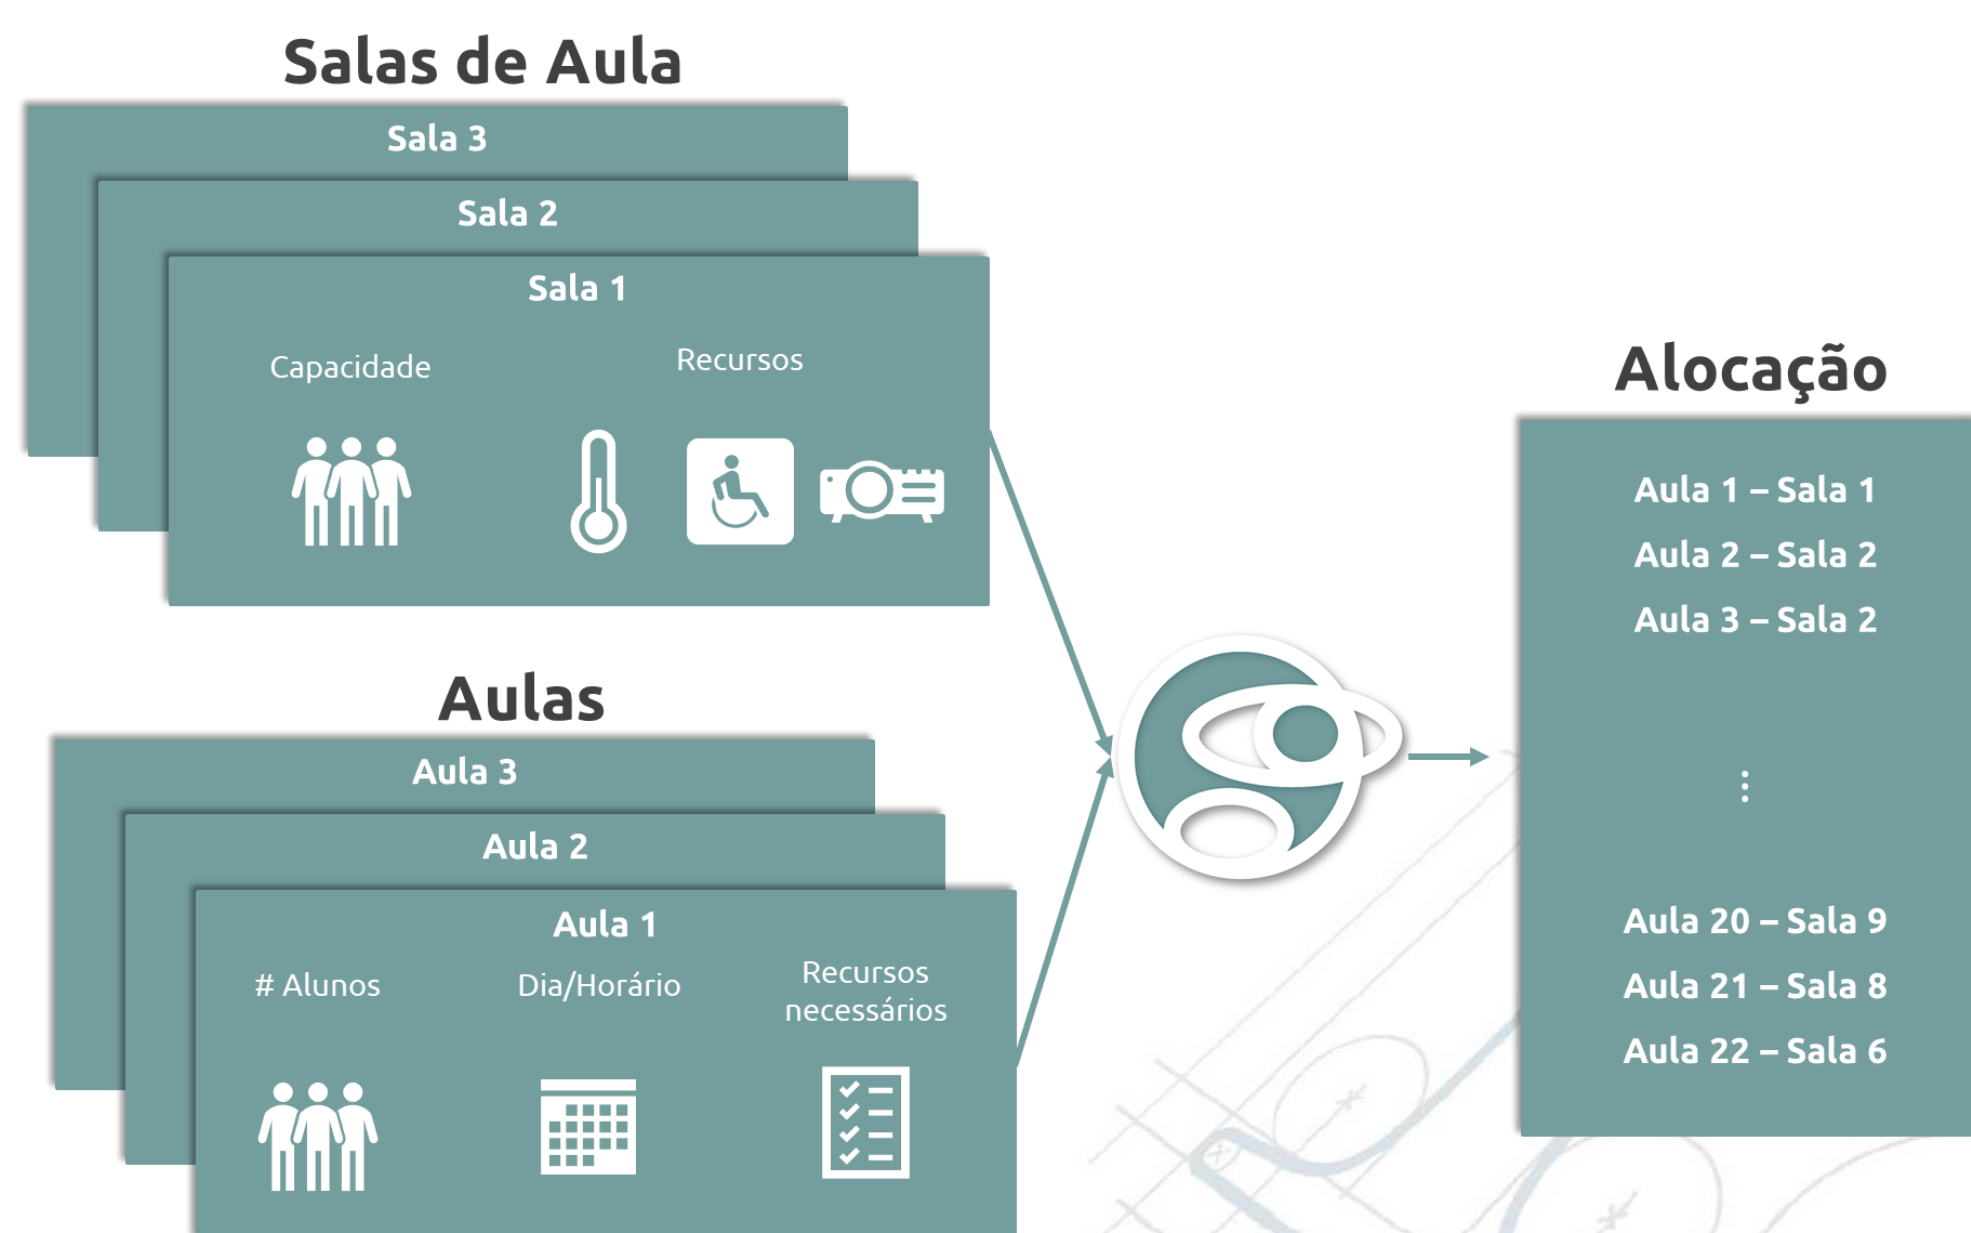 Salas de Aula
Sala 3
Sala 2
Sala 1
Capacidade
Recursos
Aulas
Aula 3
Aula 2
Aula 1
# Alunos
Dia/Horário
Recursos
necessários
Alocação
Aula 1 – Sala 1
Aula 2 – Sala 2
Aula 3 – Sala 2
⋮
Aula 20 – Sala 9
Aula 21 – Sala 8
Aula 22 – Sala 6